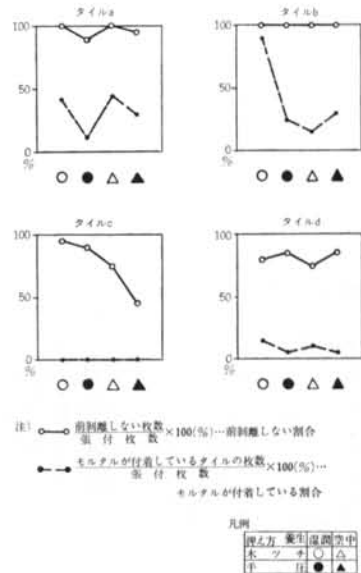 タイルa
タイルb
100
50
0
%
○ ● △ ▲
100
50
0
%
○ ● △ ▲
タイルc
タイルd
100
50
0
%
○ ● △ ▲
100
50
0
%
○ ● △ ▲
注)
前剥離しない枚数
張付枚数
×100(%)…前剥離しない割合
モルタルが付着しているタイルの枚数
張付枚数
×100(%)…
モルタルが付着している割合
凡例
押え方 養生 湿潤 空中
木ヅチ ○ △
手圧 ● ▲